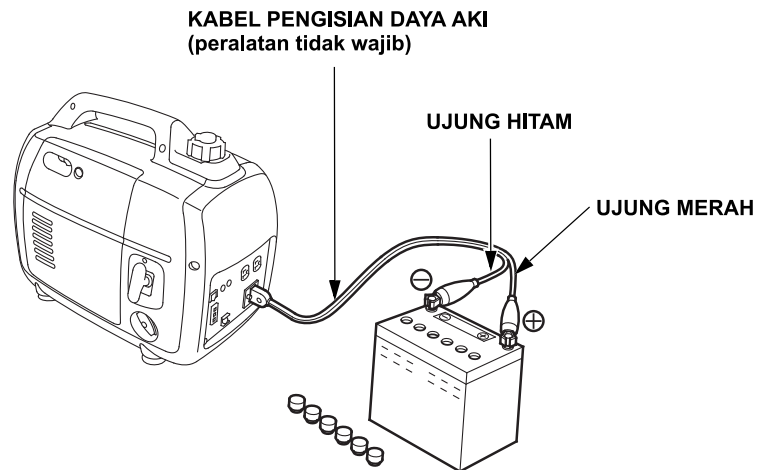 KABEL PENGISIAN DAYA AKI
(peralatan tidak wajib)
UJUNG HITAM
UJUNG MERAH